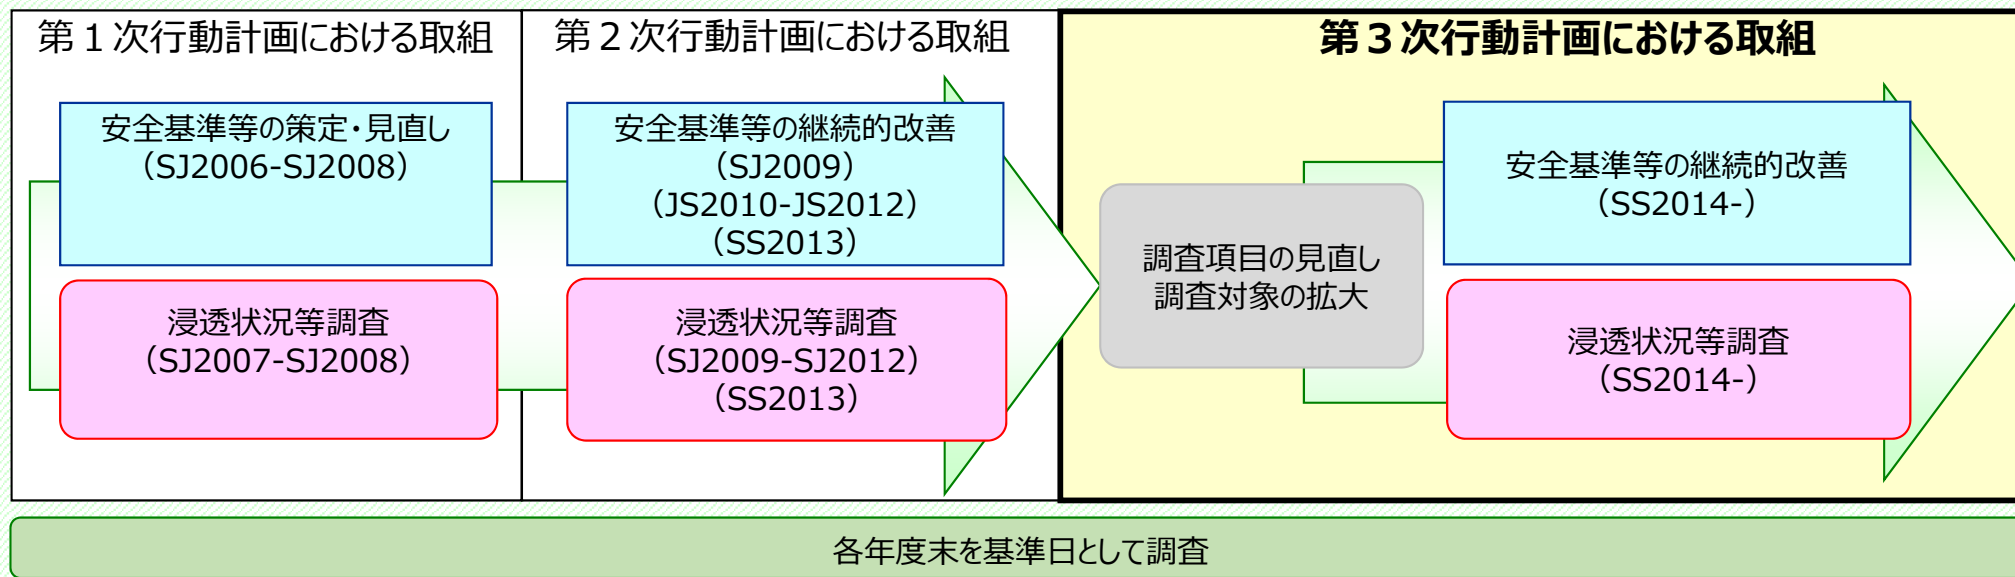 第１次行動計画における取組
安全基準等の策定・見直し
（SJ2006-SJ2008）
浸透状況等調査
（SJ2007-SJ2008）
第２次行動計画における取組
安全基準等の継続的改善
（SJ2009）
（JS2010-JS2012）
（SS2013）
浸透状況等調査
（SJ2009-SJ2012）
（SS2013）
第３次行動計画における取組
調査項目の見直し
調査対象の拡大
安全基準等の継続的改善
（SS2014-）
浸透状況等調査
（SS2014-）
各年度末を基準日として調査